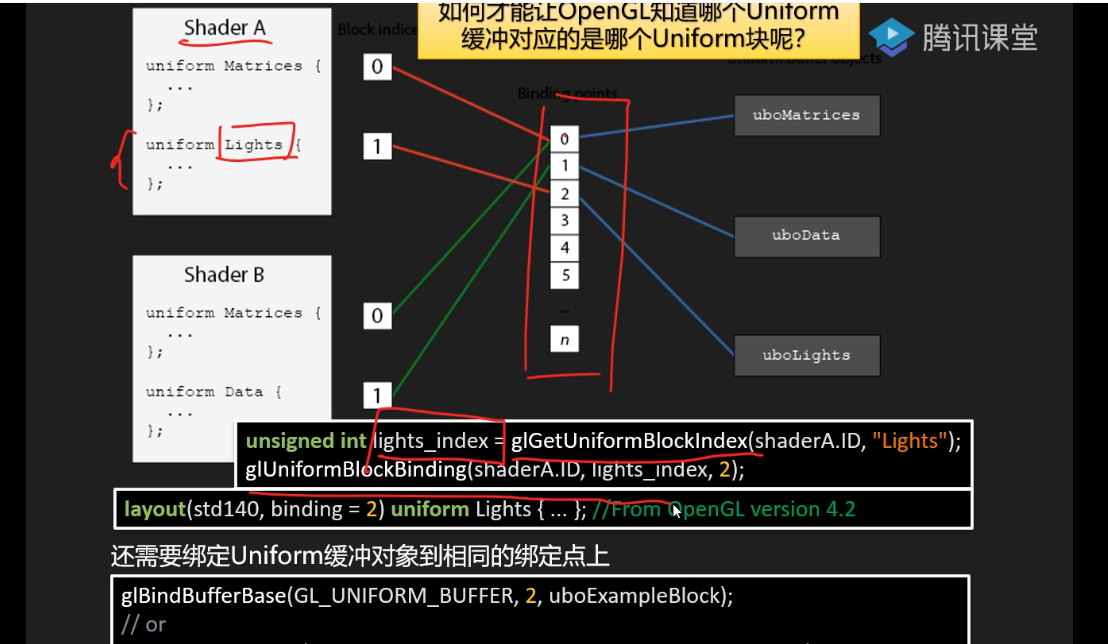 如何才能让OpenGL知道哪个Uniform
缓冲对应的是哪个Uniform块呢?
腾讯课堂
Shader A
uniform Matrices {
...
};
uniform Lights {
...
};
Block indice
0
1
Binding points
0
1
2
3
4
5
...
n
Uniform buffer objects
uboMatrices
uboData
uboLights
Shader B
uniform Matrices {
...
};
uniform Data {
...
};
0
1
unsigned int lights_index = glGetUniformBlockIndex(shaderA.ID, "Lights");
glUniformBlockBinding(shaderA.ID, lights_index, 2);
layout(std140, binding = 2) uniform Lights { ... }; //From OpenGL version 4.2
还需要绑定Uniform缓冲对象到相同的绑定点上
glBindBufferBase(GL_UNIFORM_BUFFER, 2, uboExampleBlock);
// or